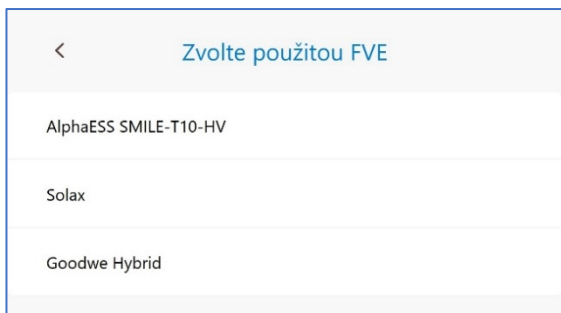 Zvolte použitou FVE
AlphaESS SMILE-T10-HV
Solax
Goodwe Hybrid